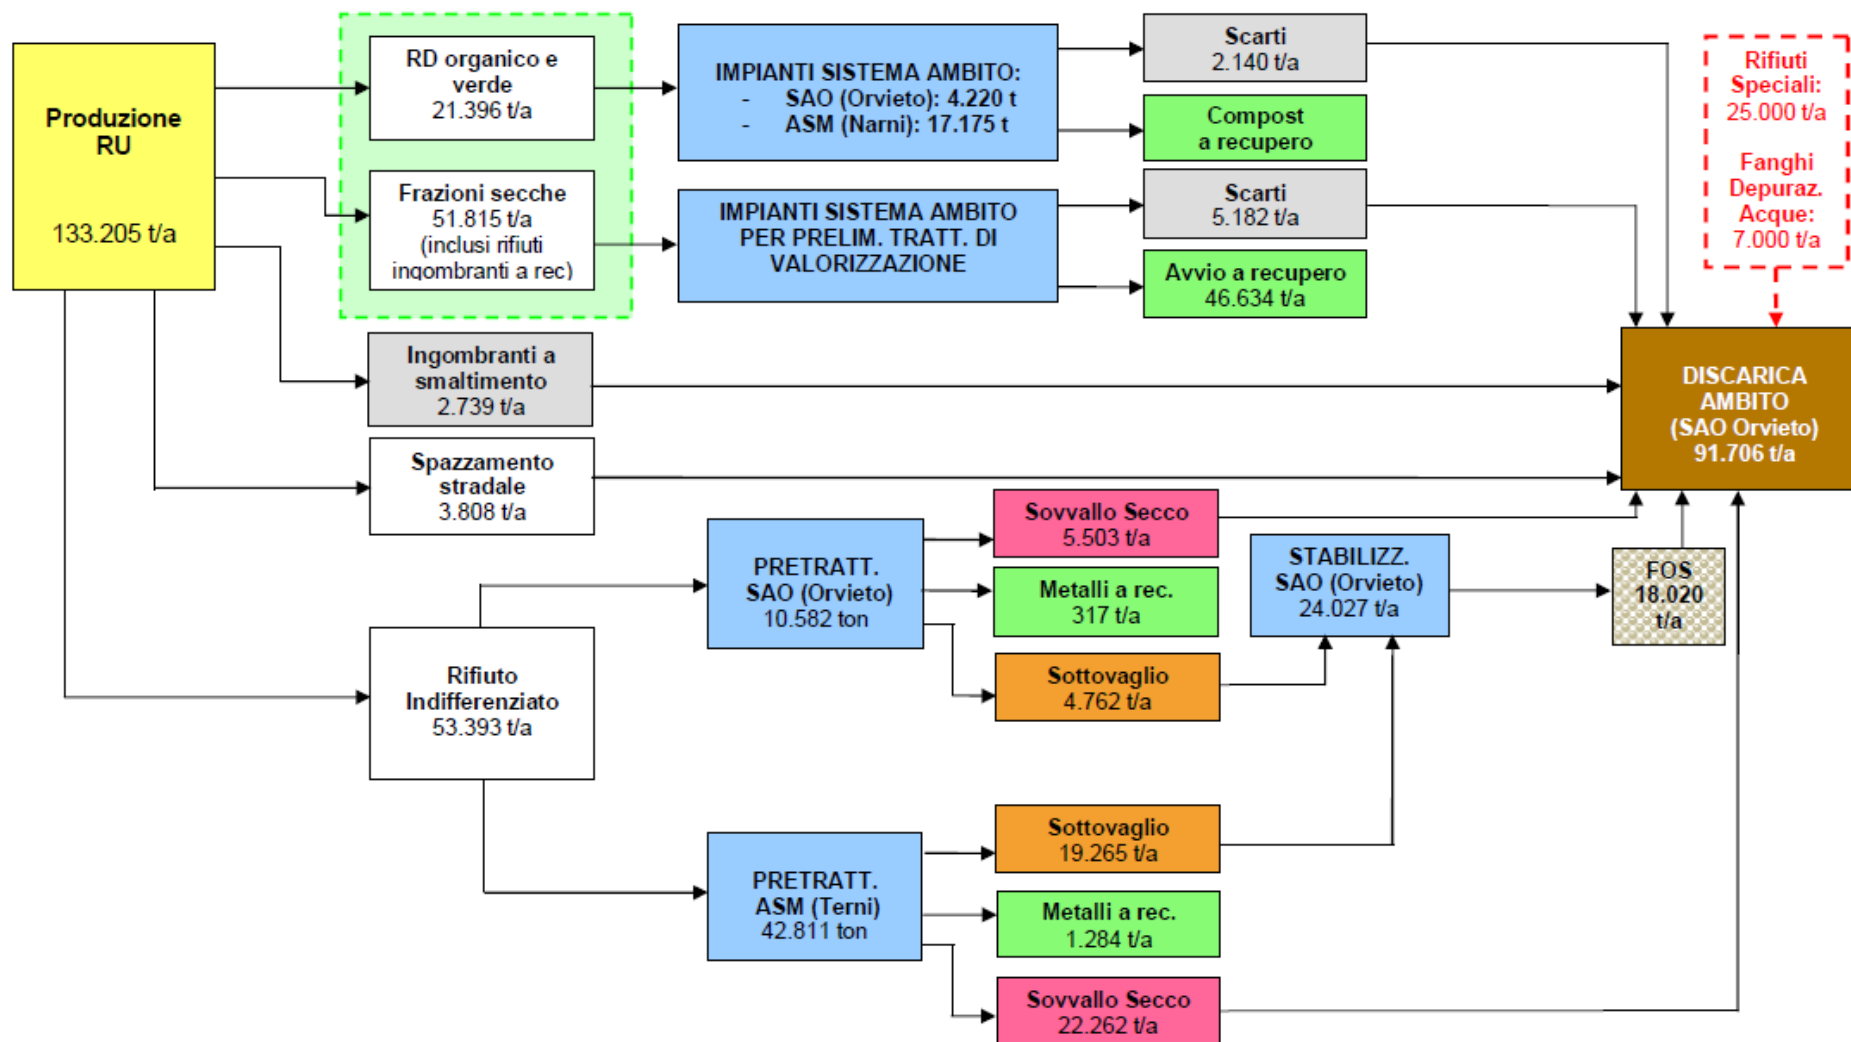 Produzione
RU
133.205 t/a
RD organico e
verde
21.396 t/a
Frazioni secche
51.815 t/a
(inclusi rifiuti
ingombranti a rec)
IMPIANTI SISTEMA AMBITO:
- SAO (Orvieto): 4.220 t
- ASM (Narni): 17.175 t
IMPIANTI SISTEMA AMBITO
PER PRELIM. TRATT. DI
VALORIZZAZIONE
Scarti
2.140 t/a
Compost
a recupero
Scarti
5.182 t/a
Avvio a recupero
46.634 t/a
Rifiuti
Speciali:
25.000 t/a
Fanghi
Depuraz.
Acque:
7.000 t/a
Ingombranti a
smaltimento
2.739 t/a
Spazzamento
stradale
3.808 t/a
DISCARICA
AMBITO
(SAO Orvieto)
91.706 t/a
Rifiuto
Indifferenziato
53.393 t/a
PRETRATT.
SAO (Orvieto)
10.582 ton
Sovvallo Secco
5.503 t/a
Metalli a rec.
317 t/a
Sottovaglio
4.762 t/a
STABILIZZ.
SAO (Orvieto)
24.027 t/a
FOS
18.020
t/a
PRETRATT.
ASM (Terni)
42.811 ton
Sottovaglio
19.265 t/a
Metalli a rec.
1.284 t/a
Sovvallo Secco
22.262 t/a